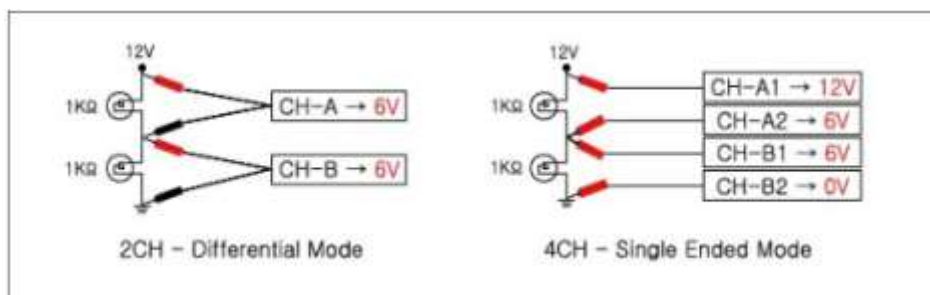 12V
1KΩ
CH-A → 6V
1KΩ
CH-B → 6V
2CH - Differential Mode
12V
1KΩ
CH-A1 → 12V
CH-A2 → 6V
1KΩ
CH-B1 → 6V
CH-B2 → 0V
4CH - Single Ended Mode